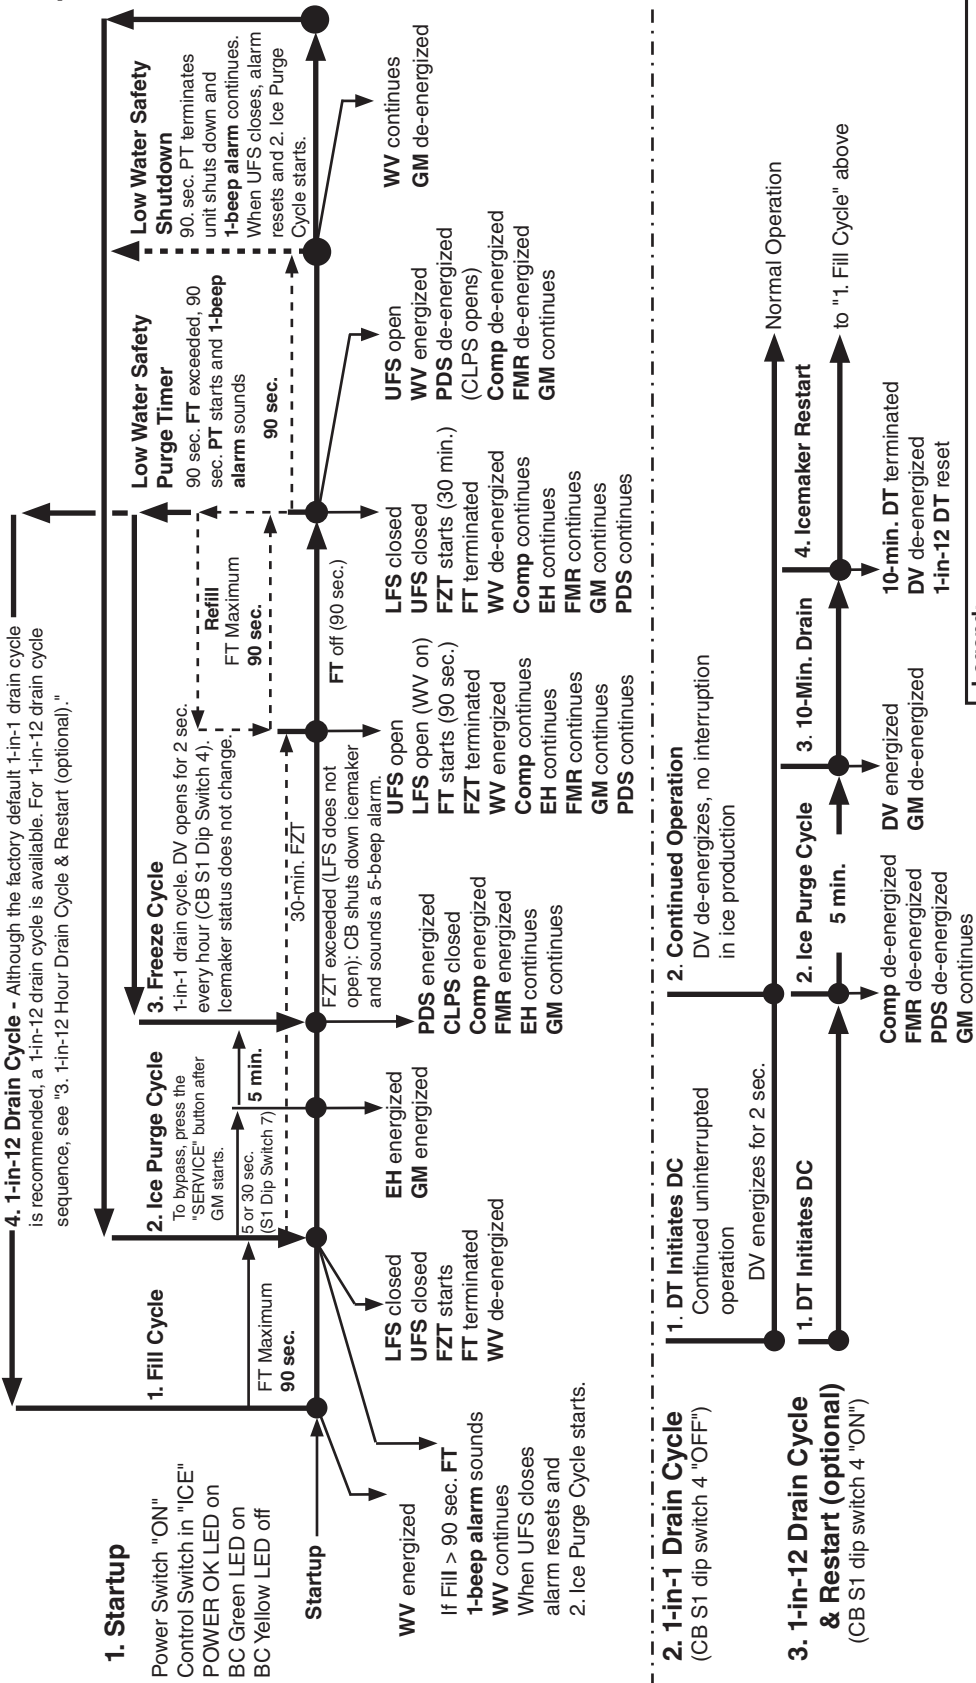 4. 1-in-12 Drain Cycle - Although the factory default 1-in-1 drain cycle
is recommended, a 1-in-12 drain cycle is available. For 1-in-12 drain cycle
sequence, see "3. 1-in-12 Hour Drain Cycle & Restart (optional)."
1. Startup
Power Switch "ON"
Control Switch in "ICE"
POWER OK LED on
BC Green LED on
BC Yellow LED off
1. Fill Cycle
FT Maximum
90 sec.
2. Ice Purge Cycle
To bypass, press the
"SERVICE" button after
GM starts.
5 or 30 sec.
(S1 Dip Switch 7)
5 min.
3. Freeze Cycle
1-in-1 drain cycle. DV opens for 2 sec.
every hour (CB S1 Dip Switch 4).
Icemaker status does not change.
30-min. FZT
Refill
FT Maximum
90 sec.
Low Water Safety
Purge Timer
90 sec. FT exceeded, 90
sec. PT starts and 1-beep
alarm sounds
90 sec.
Low Water Safety
Shutdown
90. sec. PT terminates
unit shuts down and
1-beep alarm continues.
When UFS closes, alarm
resets and 2. Ice Purge
Cycle starts.
Startup
FZT exceeded (LFS does not
open): CB shuts down icemaker
and sounds a 5-beep alarm.
FT off (90 sec.)
WV energized
If Fill > 90 sec. FT
1-beep alarm sounds
WV continues
When UFS closes
alarm resets and
2. Ice Purge Cycle starts.
LFS closed
UFS closed
FZT starts
FT terminated
WV de-energized
EH energized
GM energized
PDS energized
CLPS closed
Comp energized
FMR energized
EH continues
GM continues
UFS open
LFS open (WV on)
FT starts (90 sec.)
FZT terminated
WV energized
Comp continues
EH continues
FMR continues
GM continues
PDS continues
LFS closed
UFS closed
FZT starts (30 min.)
FT terminated
WV de-energized
Comp continues
EH continues
FMR continues
GM continues
PDS continues
UFS open
WV energized
PDS de-energized
(CLPS opens)
Comp de-energized
FMR de-energized
GM continues
WV continues
GM de-energized
2. 1-in-1 Drain Cycle
(CB S1 dip switch 4 "OFF")
1. DT Initiates DC
Continued uninterrupted
operation
DV energizes for 2 sec.
2. Continued Operation
DV de-energizes, no interruption
in ice production
Normal Operation
3. 1-in-12 Drain Cycle
& Restart (optional)
(CB S1 dip switch 4 "ON")
1. DT Initiates DC
2. Ice Purge Cycle
5 min.
3. 10-Min. Drain
4. Icemaker Restart
to "1. Fill Cycle" above
Comp de-energized
FMR de-energized
PDS de-energized
GM continues
DV energized
GM de-energized
10-min. DT terminated
DV de-energized
1-in-12 DT reset